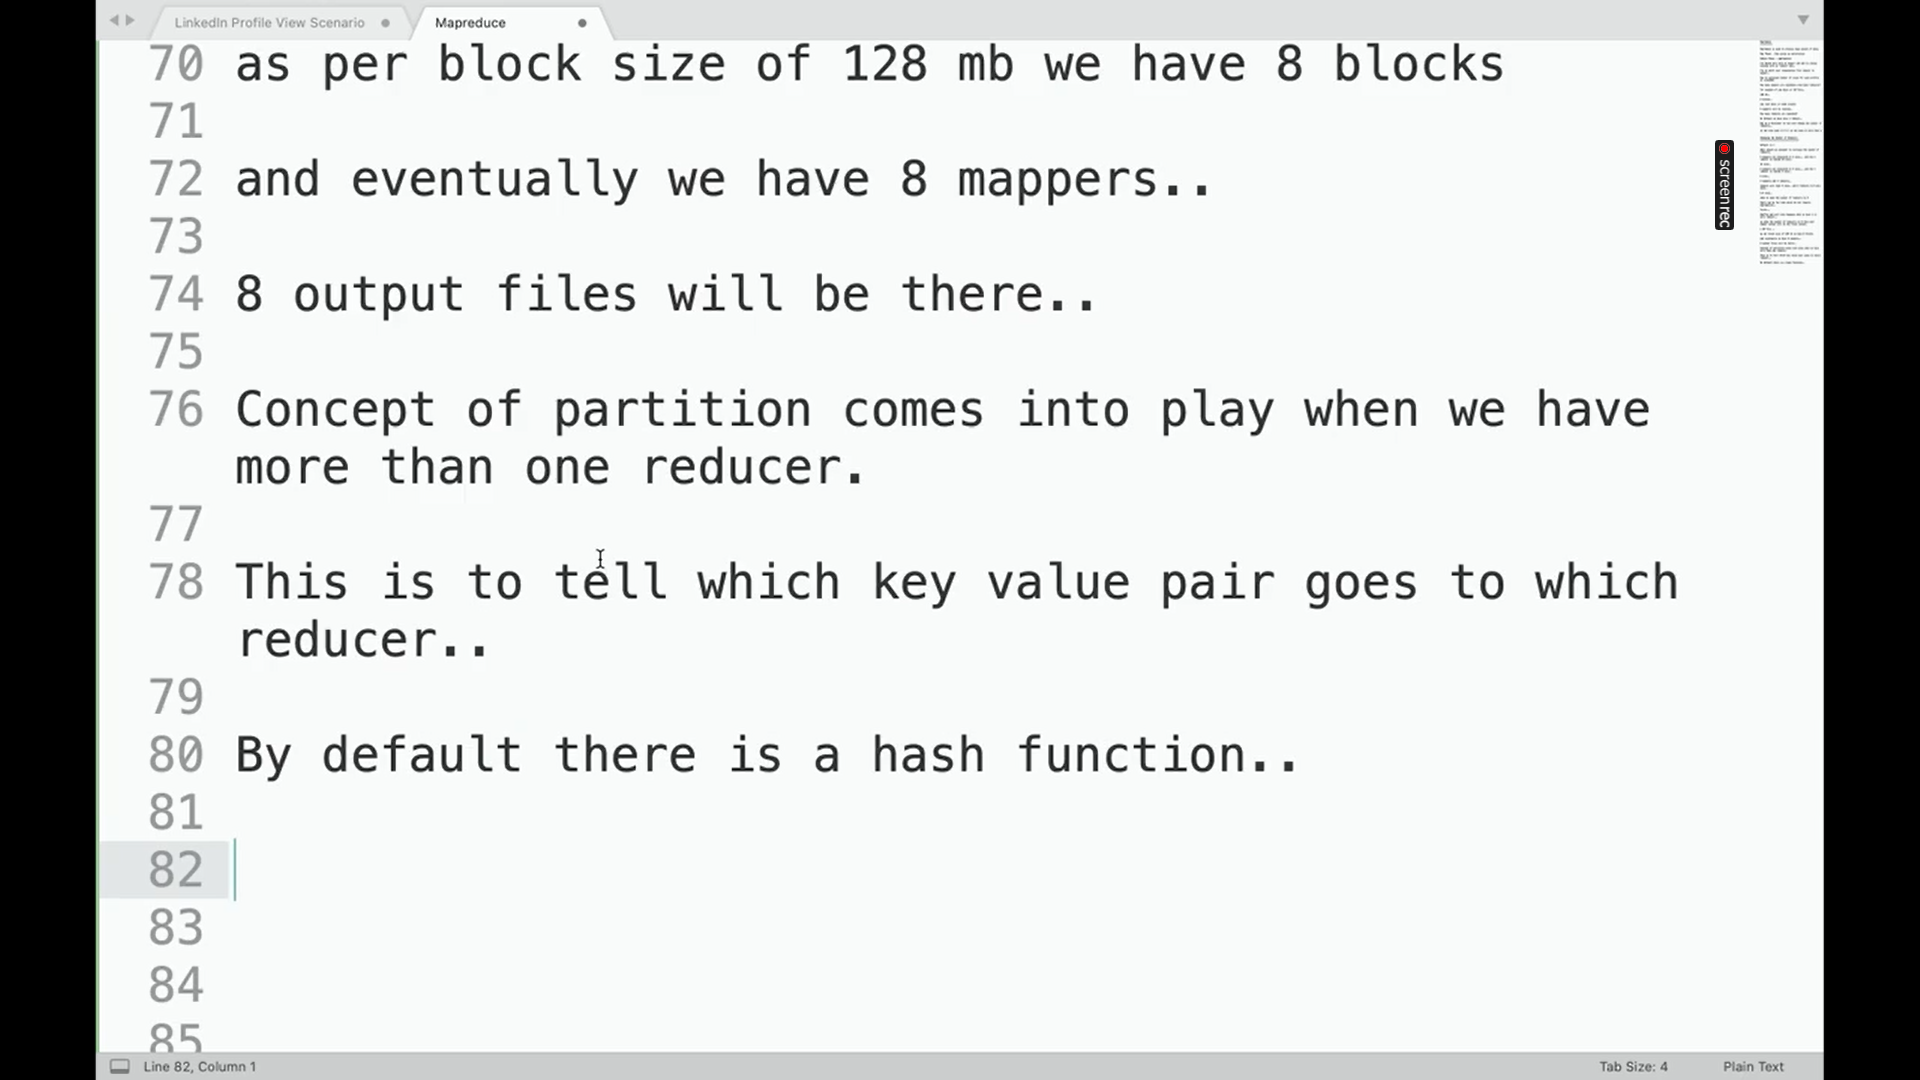 LinkedIn Profile View Scenario
Mapreduce
70 as per block size of 128 mb we have 8 blocks
71
72 and eventually we have 8 mappers..
73
74 8 output files will be there..
75
76 Concept of partition comes into play when we have
more than one reducer.
77
78 This is to tell which key value pair goes to which
reducer..
79
80 By default there is a hash function..
81
82
83
84
85
screenrec
Line 82, Column 1
Tab Size: 4
Plain Text